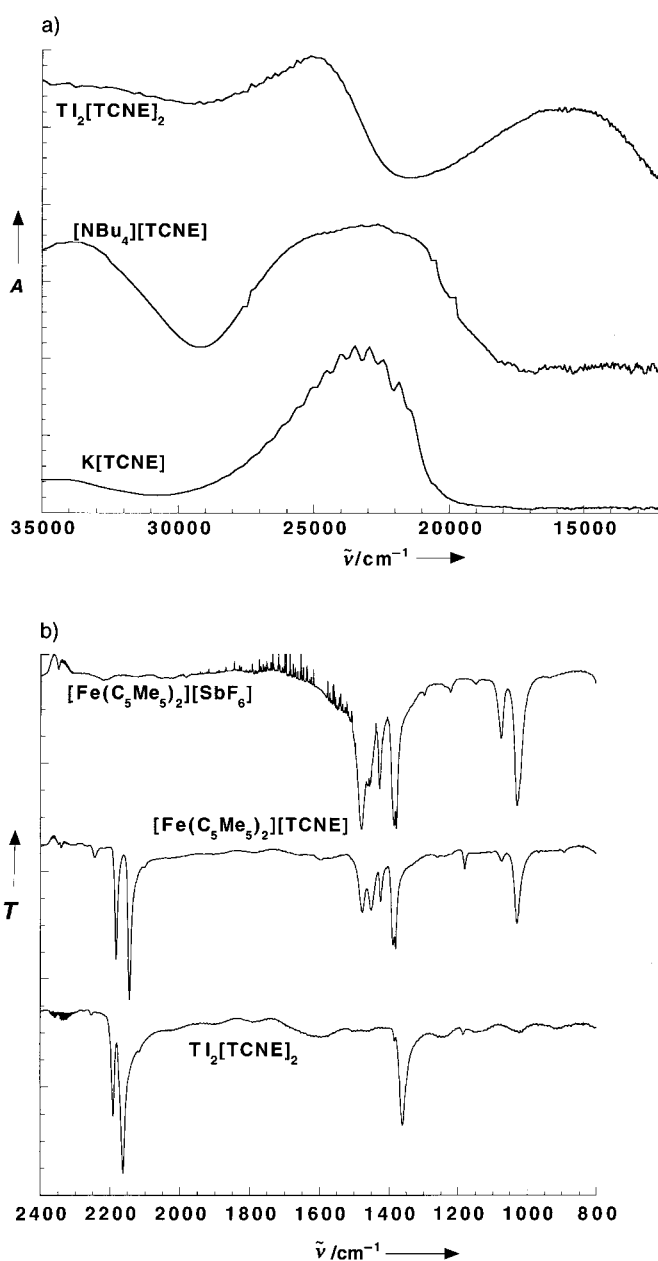 a)
Tl₂[TCNE]₂
[NBu₄][TCNE]
A
K[TCNE]
35000 30000 25000 20000 15000
ν̃/cm⁻¹
b)
[Fe(C₅Me₅)₂][SbF₆]
[Fe(C₅Me₅)₂][TCNE]
T
Tl₂[TCNE]₂
2400 2200 2000 1800 1600 1400 1200 1000 800
ν̃/cm⁻¹